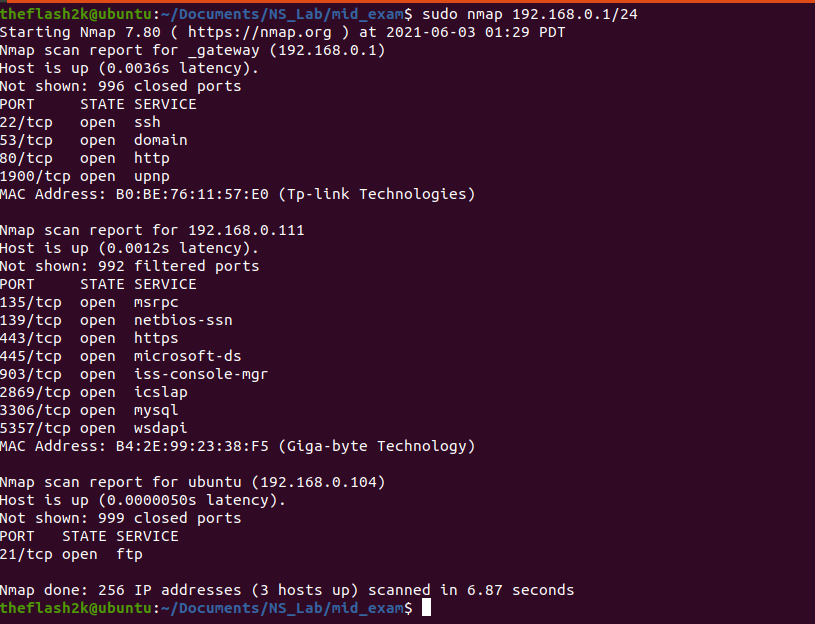 theflash2k@ubuntu:~/Documents/NS_Lab/mid_exam$ sudo nmap 192.168.0.1/24
Starting Nmap 7.80 ( https://nmap.org ) at 2021-06-03 01:29 PDT
Nmap scan report for _gateway (192.168.0.1)
Host is up (0.0036s latency).
Not shown: 996 closed ports
PORT     STATE SERVICE
22/tcp   open  ssh
53/tcp   open  domain
80/tcp   open  http
1900/tcp open  upnp
MAC Address: B0:BE:76:11:57:E0 (Tp-link Technologies)

Nmap scan report for 192.168.0.111
Host is up (0.0012s latency).
Not shown: 992 filtered ports
PORT     STATE SERVICE
135/tcp  open  msrpc
139/tcp  open  netbios-ssn
443/tcp  open  https
445/tcp  open  microsoft-ds
903/tcp  open  iss-console-mgr
2869/tcp open  icslap
3306/tcp open  mysql
5357/tcp open  wsdapi
MAC Address: B4:2E:99:23:38:F5 (Giga-byte Technology)

Nmap scan report for ubuntu (192.168.0.104)
Host is up (0.0000050s latency).
Not shown: 999 closed ports
PORT   STATE SERVICE
21/tcp open  ftp

Nmap done: 256 IP addresses (3 hosts up) scanned in 6.87 seconds
theflash2k@ubuntu:~/Documents/NS_Lab/mid_exam$